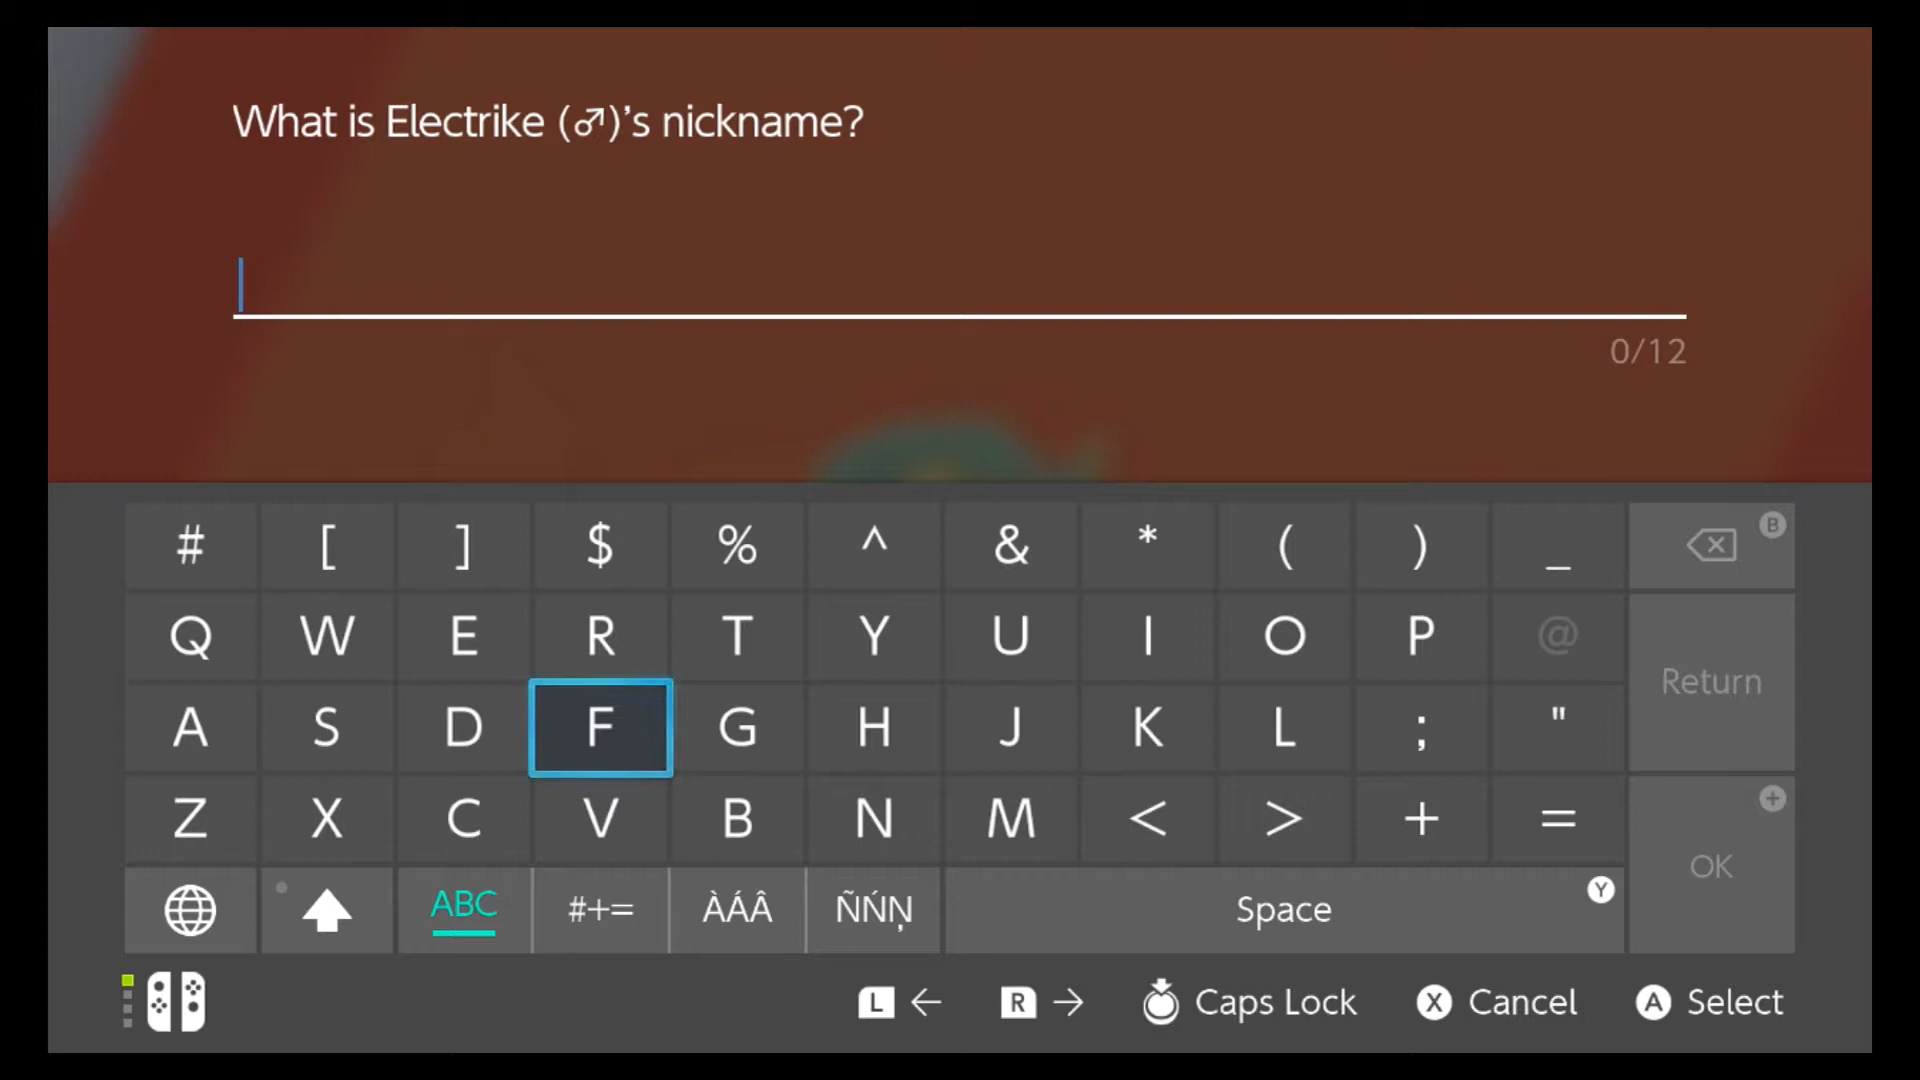 What is Electrike (♂)'s nickname?
0/12
# [ ] $ % ^ & * ( ) _ B
Q W E R T Y U I O P @ Return
A S D F G H J K L ; "
Z X C V B N M < > + = + OK
ABC #+= ÀÁÂ ÑŃŅ Space Y
L ← R → Caps Lock X Cancel A Select